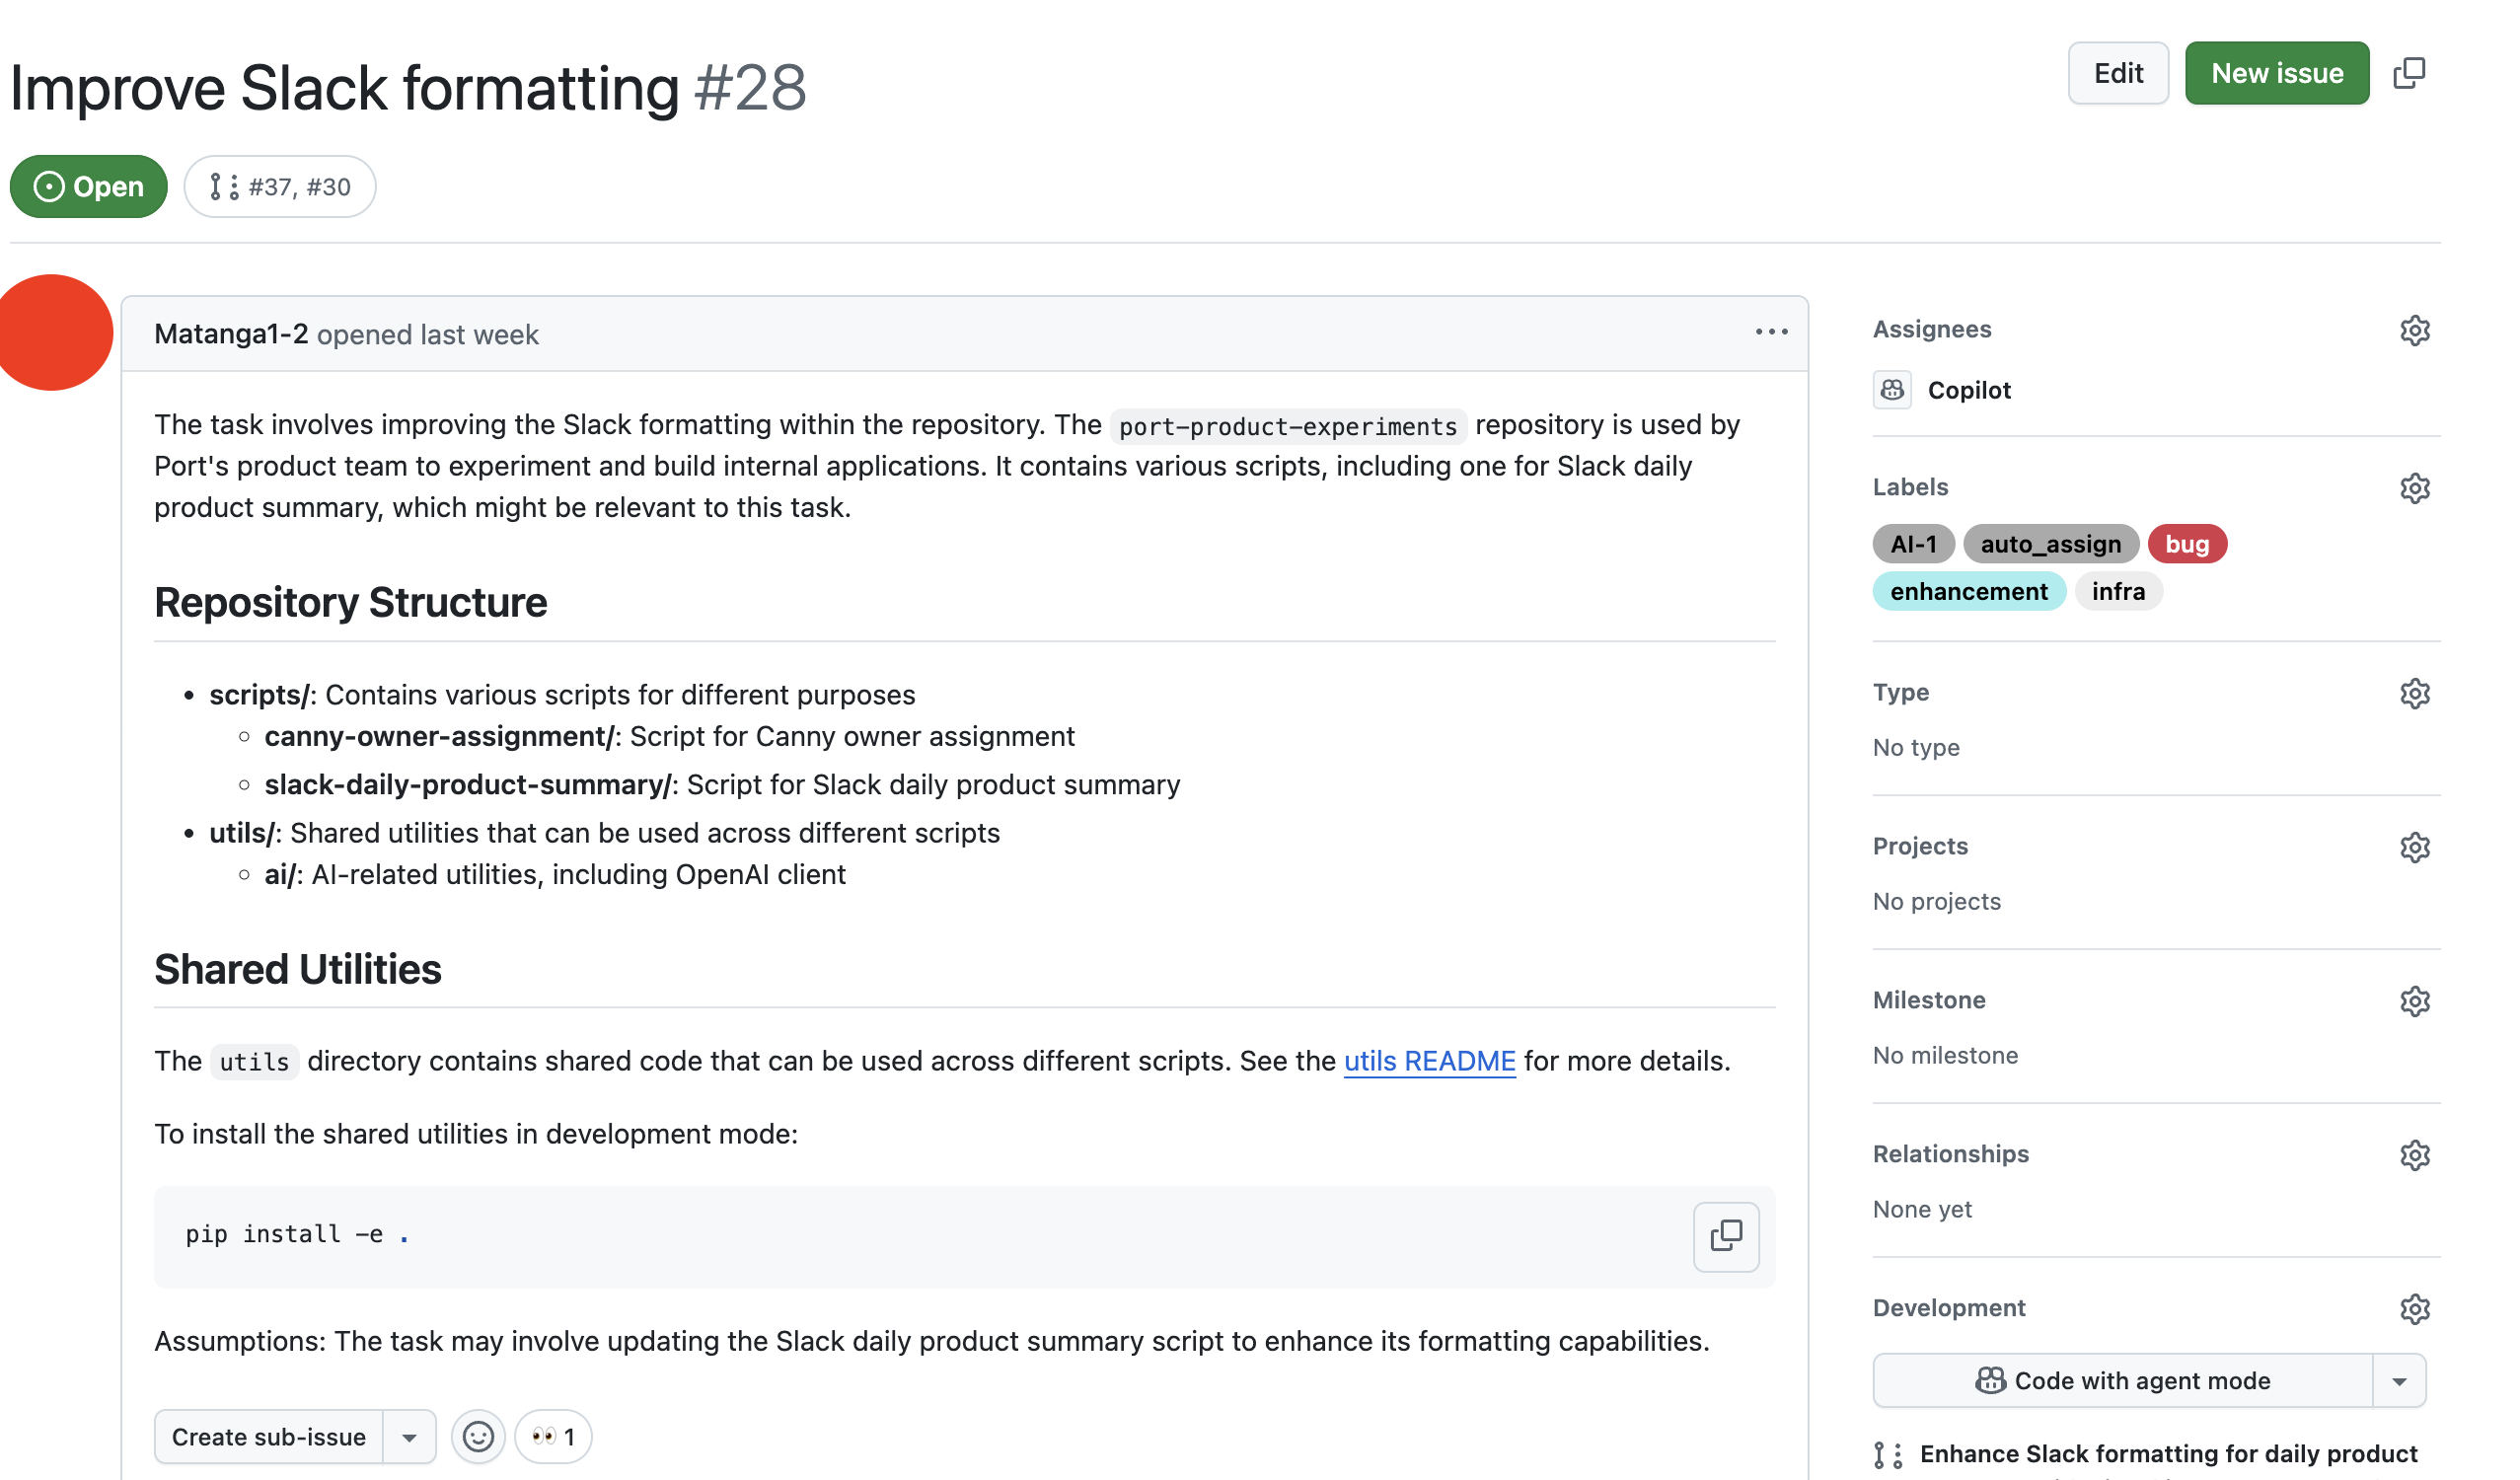 Improve Slack formatting #28
Edit
New issue
Open
#37, #30
Matanga1-2 opened last week
The task involves improving the Slack formatting within the repository. The port-product-experiments repository is used by
Port's product team to experiment and build internal applications. It contains various scripts, including one for Slack daily
product summary, which might be relevant to this task.
Repository Structure
• scripts/: Contains various scripts for different purposes
◦ canny-owner-assignment/: Script for Canny owner assignment
◦ slack-daily-product-summary/: Script for Slack daily product summary
• utils/: Shared utilities that can be used across different scripts
◦ ai/: AI-related utilities, including OpenAI client
Shared Utilities
The utils directory contains shared code that can be used across different scripts. See the utils README for more details.
To install the shared utilities in development mode:
pip install -e .
Assumptions: The task may involve updating the Slack daily product summary script to enhance its formatting capabilities.
Create sub-issue
👀 1
Assignees
Copilot
Labels
AI-1 auto_assign bug
enhancement infra
Type
No type
Projects
No projects
Milestone
No milestone
Relationships
None yet
Development
Code with agent mode
Enhance Slack formatting for daily product